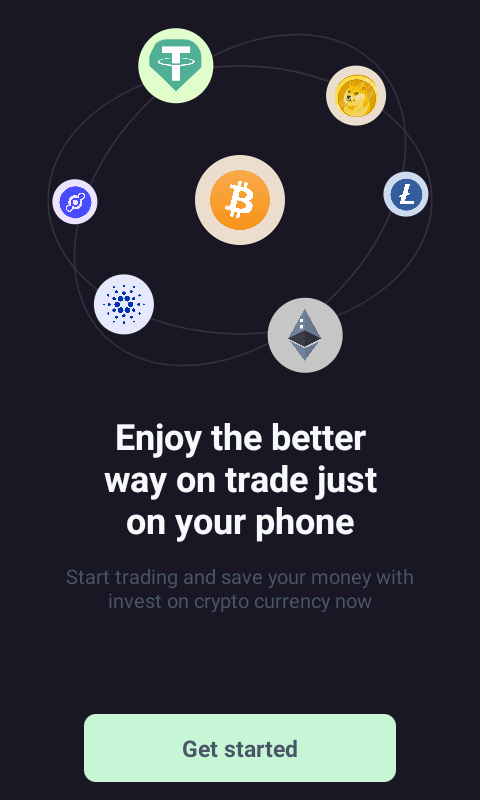 Enjoy the better
way on trade just
on your phone
Start trading and save your money with
invest on crypto currency now
Get started